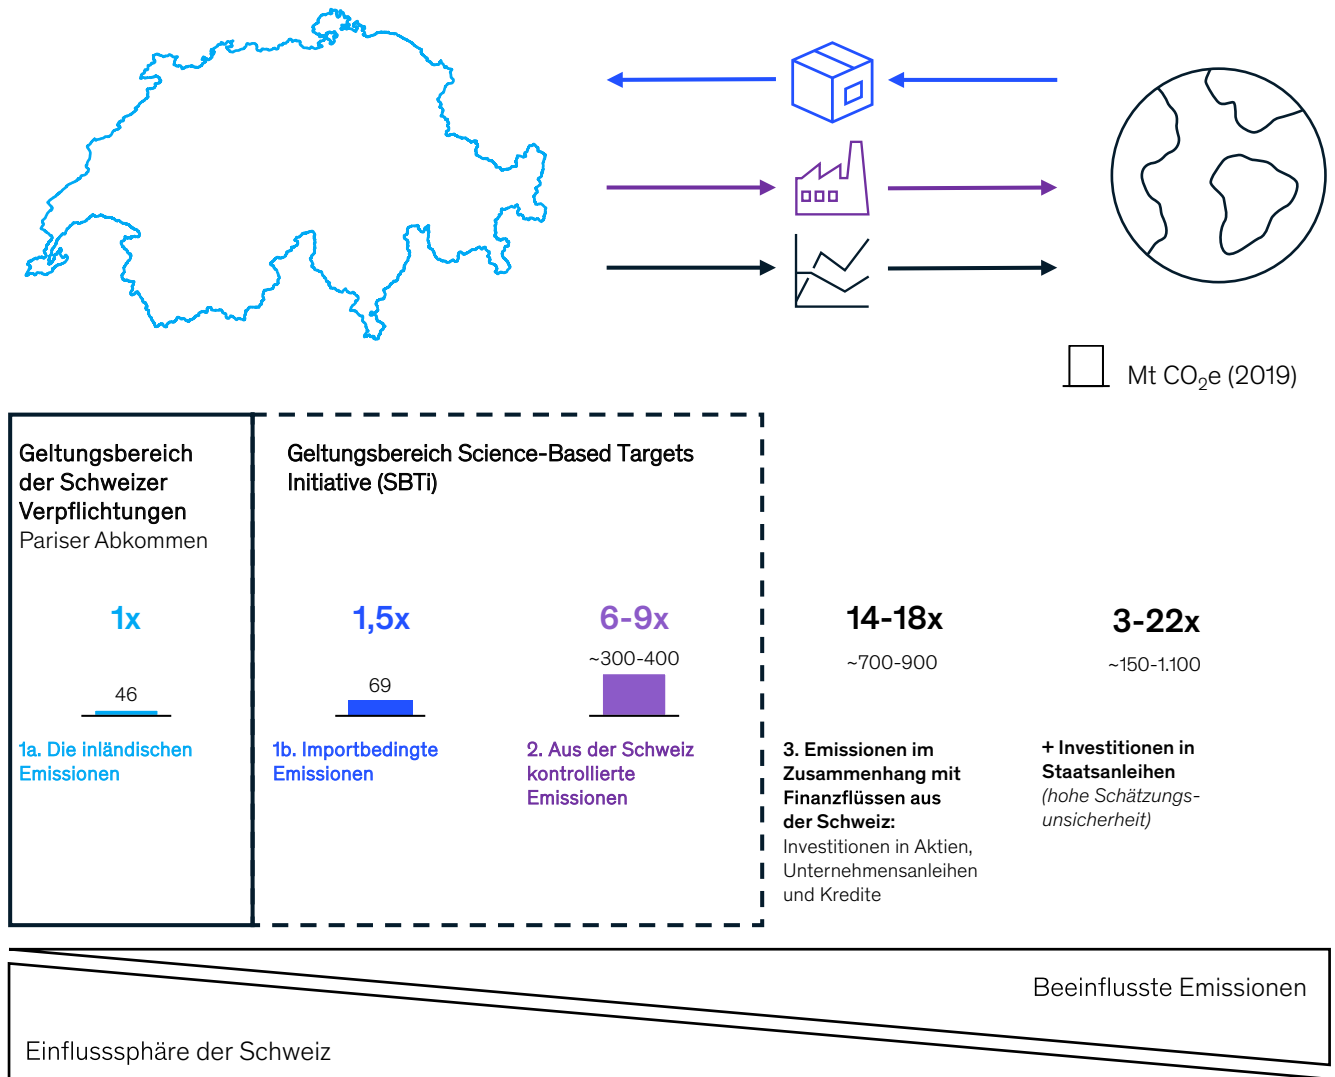 Mt CO₂e (2019)
Geltungsbereich
der Schweizer
Verpflichtungen
Pariser Abkommen
Geltungsbereich Science-Based Targets
Initiative (SBTi)
1x
46
1a. Die inländischen
Emissionen
1,5x
69
1b. Importbedingte
Emissionen
6-9x
~300-400
2. Aus der Schweiz
kontrollierte
Emissionen
14-18x
~700-900
3. Emissionen im
Zusammenhang mit
Finanzflüssen aus
der Schweiz:
Investitionen in Aktien,
Unternehmensanleihen
und Kredite
3-22x
~150-1.100
+ Investitionen in
Staatsanleihen
(hohe Schätzungs-
unsicherheit)
Beeinflusste Emissionen
Einflusssphäre der Schweiz